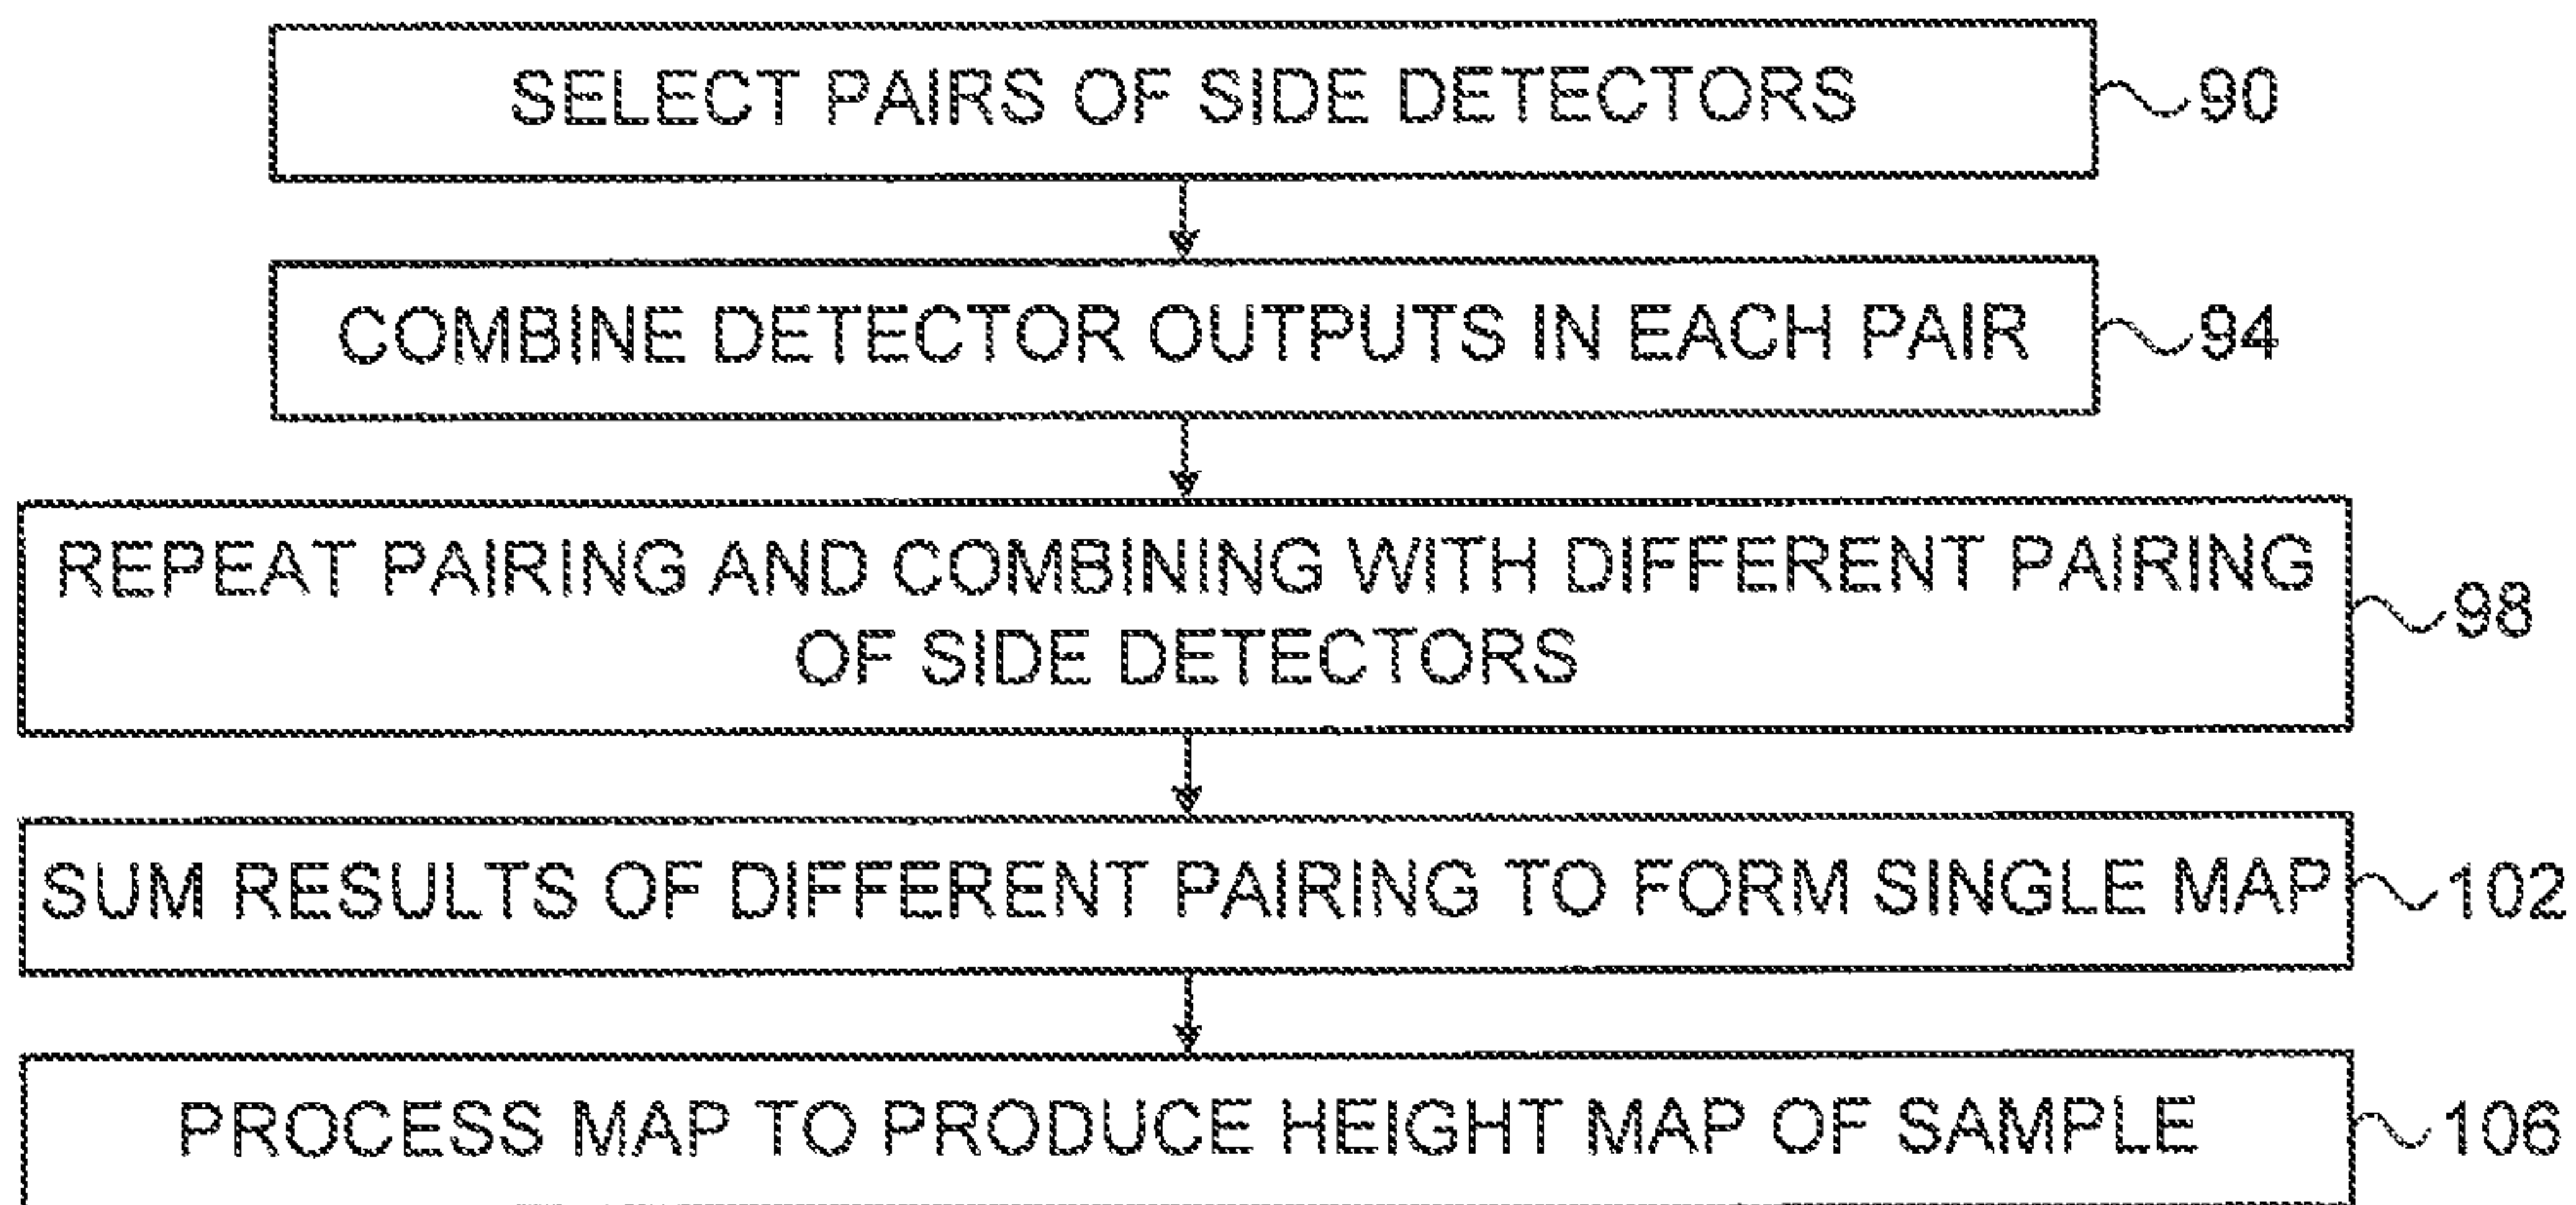 SELECT PAIRS OF SIDE DETECTORS 90
COMBINE DETECTOR OUTPUTS IN EACH PAIR 94
REPEAT PAIRING AND COMBINING WITH DIFFERENT PAIRING
OF SIDE DETECTORS
98
SUM RESULTS OF DIFFERENT PAIRING TO FORM SINGLE MAP 102
PROCESS MAP TO PRODUCE HEIGHT MAP OF SAMPLE 106